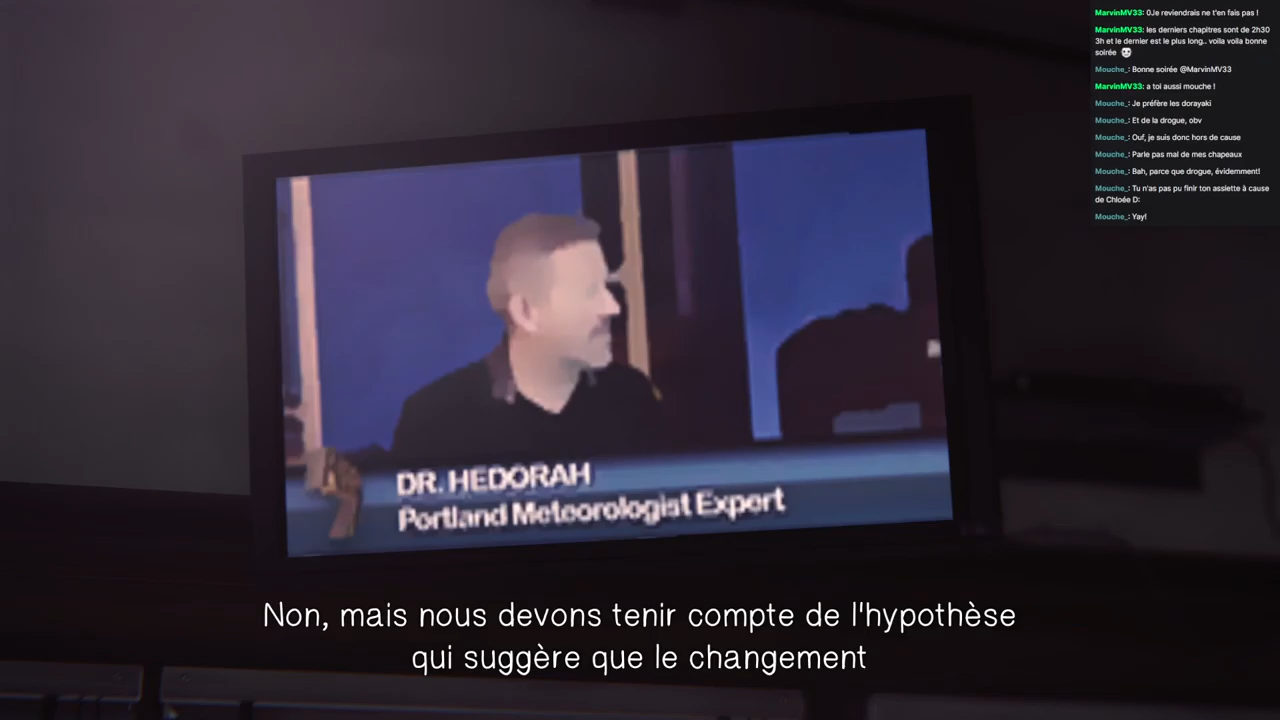 MarvinMV33: 0Je reviendrais ne t'en fais pas !
MarvinMV33: les derniers chapitres sont de 2h30
3h et le dernier est le plus long.. voila voila bonne
soirée
Mouche_: Bonne soirée @MarvinMV33
MarvinMV33: a toi aussi mouche !
Mouche_: Je préfère les dorayaki
Mouche_: Et de la drogue, obv
Mouche_: Ouf, je suis donc hors de cause
Mouche_: Parle pas mal de mes chapeaux
Mouche_: Bah, parce que drogue, évidemment!
Mouche_: Tu n'as pas pu finir ton assiette à cause
de Chloée D:
Mouche_: Yay!
DR. HEDORAH
Portland Meteorologist Expert
Non, mais nous devons tenir compte de l'hypothèse
qui suggère que le changement